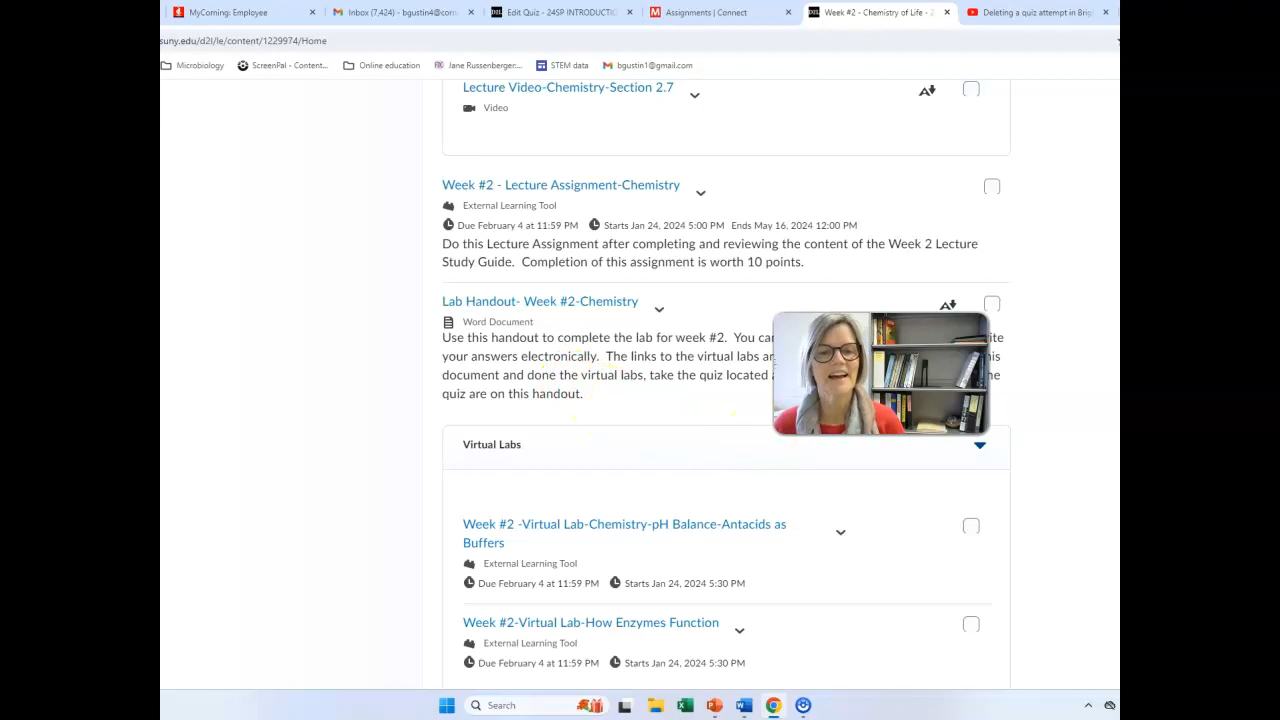 MyCorning: Employee
Inbox (7,424) - bgustin4@corn
Edit Quiz - 24SP INTRODUCTIO
Assignments | Connect
Week #2 - Chemistry of Life - 2
Deleting a quiz attempt in Brig
suny.edu/d2l/le/content/1229974/Home
Microbiology
ScreenPal - Content...
Online education
Jane Russenberger:...
STEM data
bgustin1@gmail.com
Lecture Video-Chemistry-Section 2.7
Video
Week #2 - Lecture Assignment-Chemistry
External Learning Tool
Due February 4 at 11:59 PM Starts Jan 24, 2024 5:00 PM Ends May 16, 2024 12:00 PM
Do this Lecture Assignment after completing and reviewing the content of the Week 2 Lecture
Study Guide. Completion of this assignment is worth 10 points.
Lab Handout- Week #2-Chemistry
Word Document
Use this handout to complete the lab for week #2. You can
your answers electronically. The links to the virtual labs
document and done the virtual labs, take the quiz located
quiz are on this handout.
Virtual Labs
Week #2 -Virtual Lab-Chemistry-pH Balance-Antacids as
Buffers
External Learning Tool
Due February 4 at 11:59 PM Starts Jan 24, 2024 5:30 PM
Week #2-Virtual Lab-How Enzymes Function
External Learning Tool
Due February 4 at 11:59 PM Starts Jan 24, 2024 5:30 PM
Search